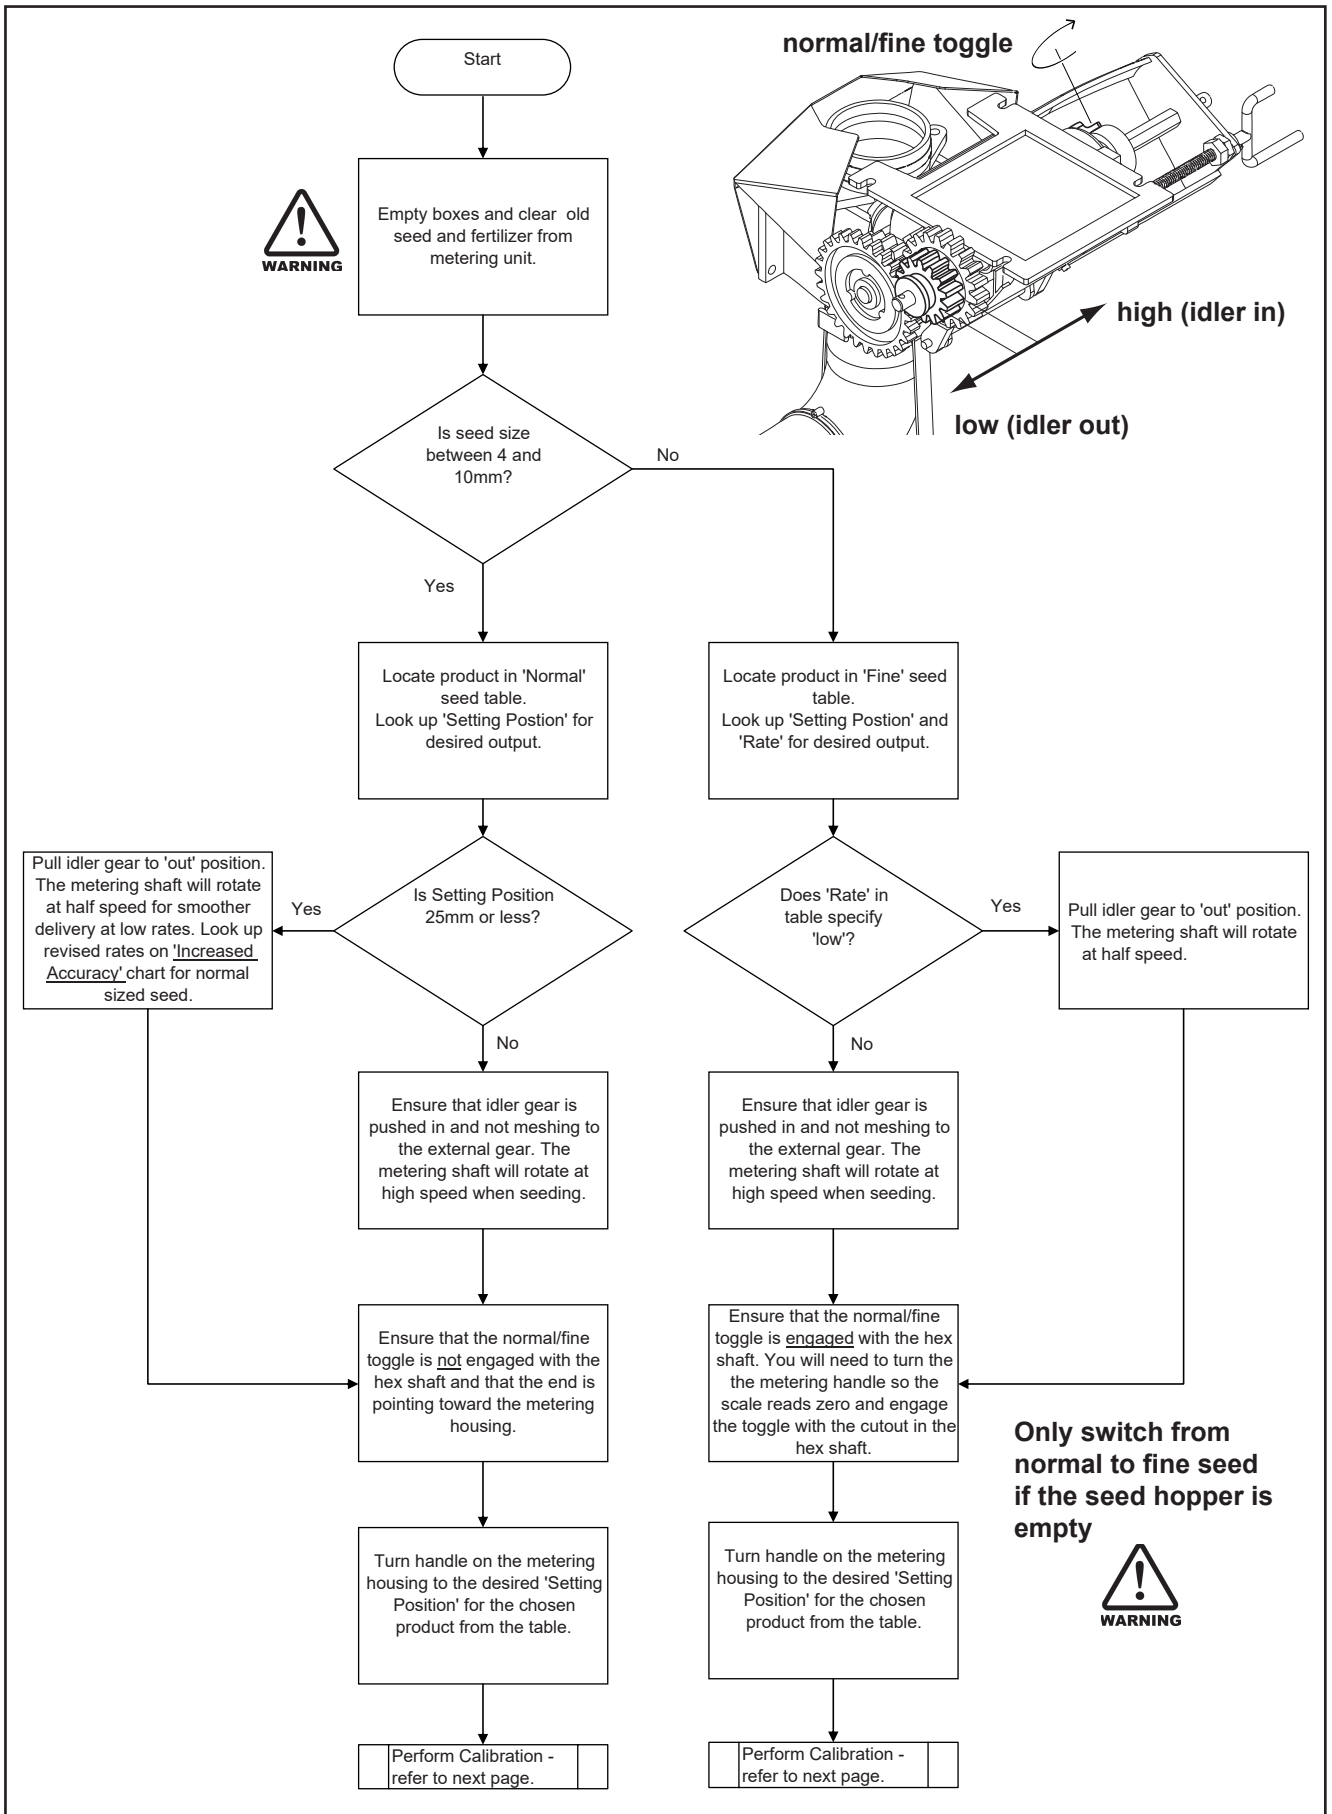 Start
normal/fine toggle
Empty boxes and clear  old
seed and fertilizer from
metering unit.
WARNING
high (idler in)
low (idler out)
Is seed size
between 4 and
10mm?
No
Yes
Locate product in 'Normal'
seed table.
Look up 'Setting Postion' for
desired output.
Locate product in 'Fine' seed
table.
Look up 'Setting Postion' and
'Rate' for desired output.
Is Setting Position
25mm or less?
Yes
Pull idler gear to 'out' position.
The metering shaft will rotate
at half speed for smoother
delivery at low rates. Look up
revised rates on 'Increased
Accuracy' chart for normal
sized seed.
Does 'Rate' in
table specify
'low'?
Yes
Pull idler gear to 'out' position.
The metering shaft will rotate
at half speed.
No
No
Ensure that idler gear is
pushed in and not meshing to
the external gear. The
metering shaft will rotate at
high speed when seeding.
Ensure that idler gear is
pushed in and not meshing to
the external gear. The
metering shaft will rotate at
high speed when seeding.
Ensure that the normal/fine
toggle is not engaged with the
hex shaft and that the end is
pointing toward the metering
housing.
Ensure that the normal/fine
toggle is engaged with the hex
shaft. You will need to turn the
the metering handle so the
scale reads zero and engage
the toggle with the cutout in the
hex shaft.
Only switch from
normal to fine seed
if the seed hopper is
empty
WARNING
Turn handle on the metering
housing to the desired 'Setting
Position' for the chosen
product from the table.
Turn handle on the metering
housing to the desired 'Setting
Position' for the chosen
product from the table.
Perform Calibration -
refer to next page.
Perform Calibration -
refer to next page.